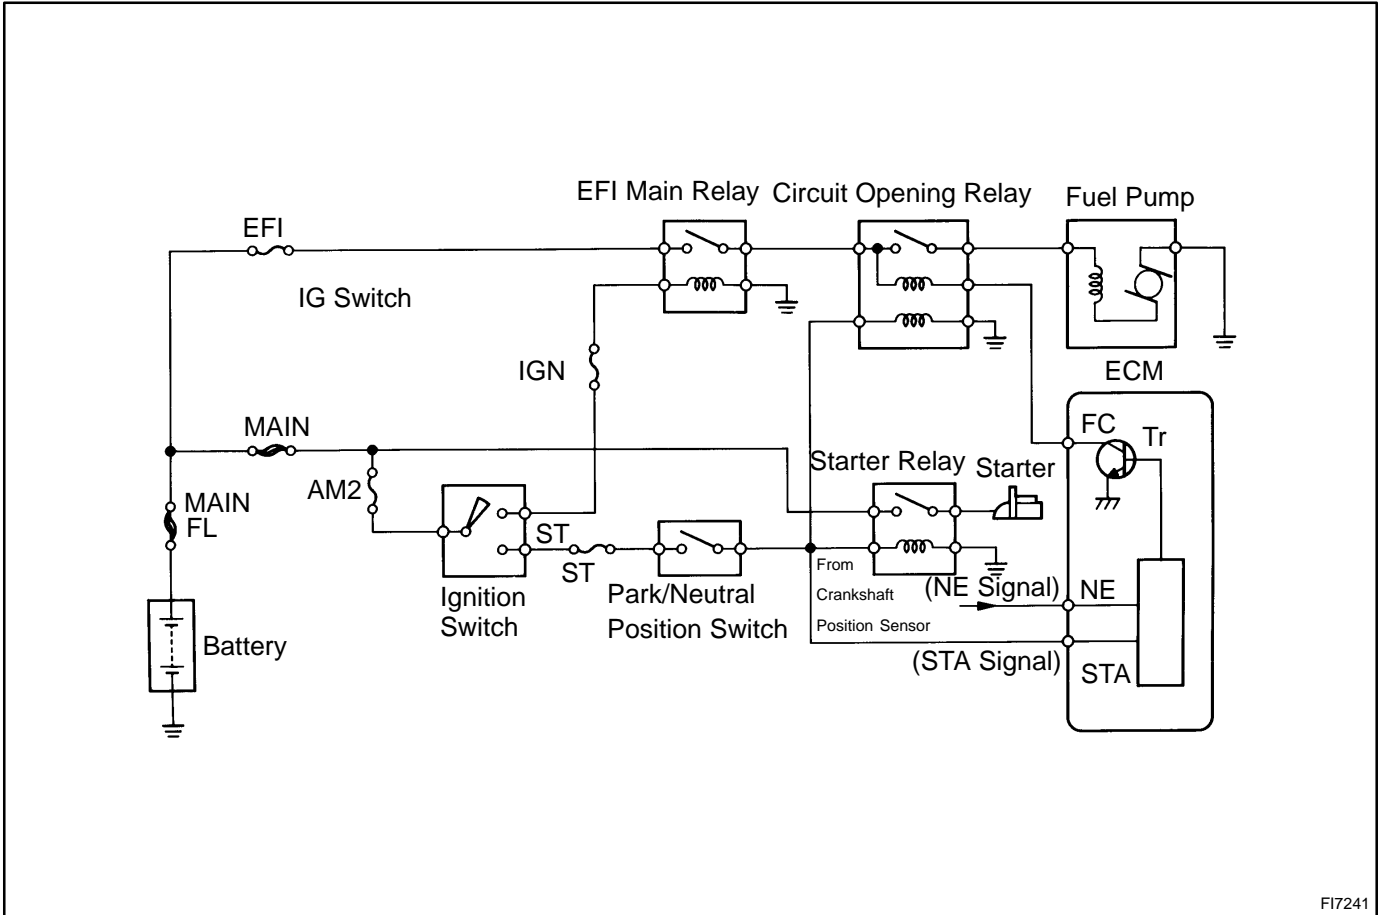 EFI Main Relay
Circuit Opening Relay
Fuel Pump
EFI
IG Switch
IGN
ECM
MAIN
FC
Tr
AM2
Starter Relay
Starter
MAIN
FL
ST
ST
Ignition
Switch
Park/Neutral
Position Switch
From
Crankshaft
Position Sensor
(NE Signal)
NE
(STA Signal)
STA
Battery
FI7241